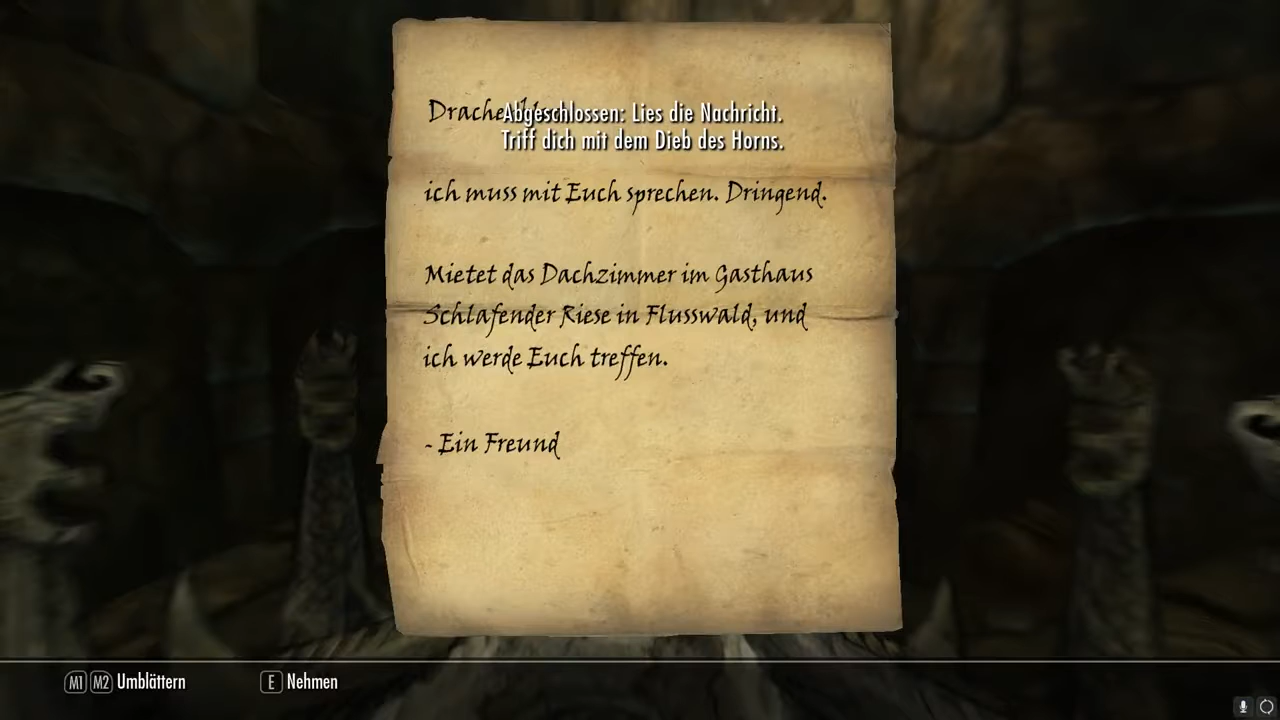 Abgeschlossen: Lies die Nachricht.
Triff dich mit dem Dieb des Horns.
ich muss mit Euch sprechen. Dringend.
Mietet das Dachzimmer im Gasthaus
Schlafender Riese in Flusswald, und
ich werde Euch treffen.
- Ein Freund
M1 M2 Umblättern
E Nehmen